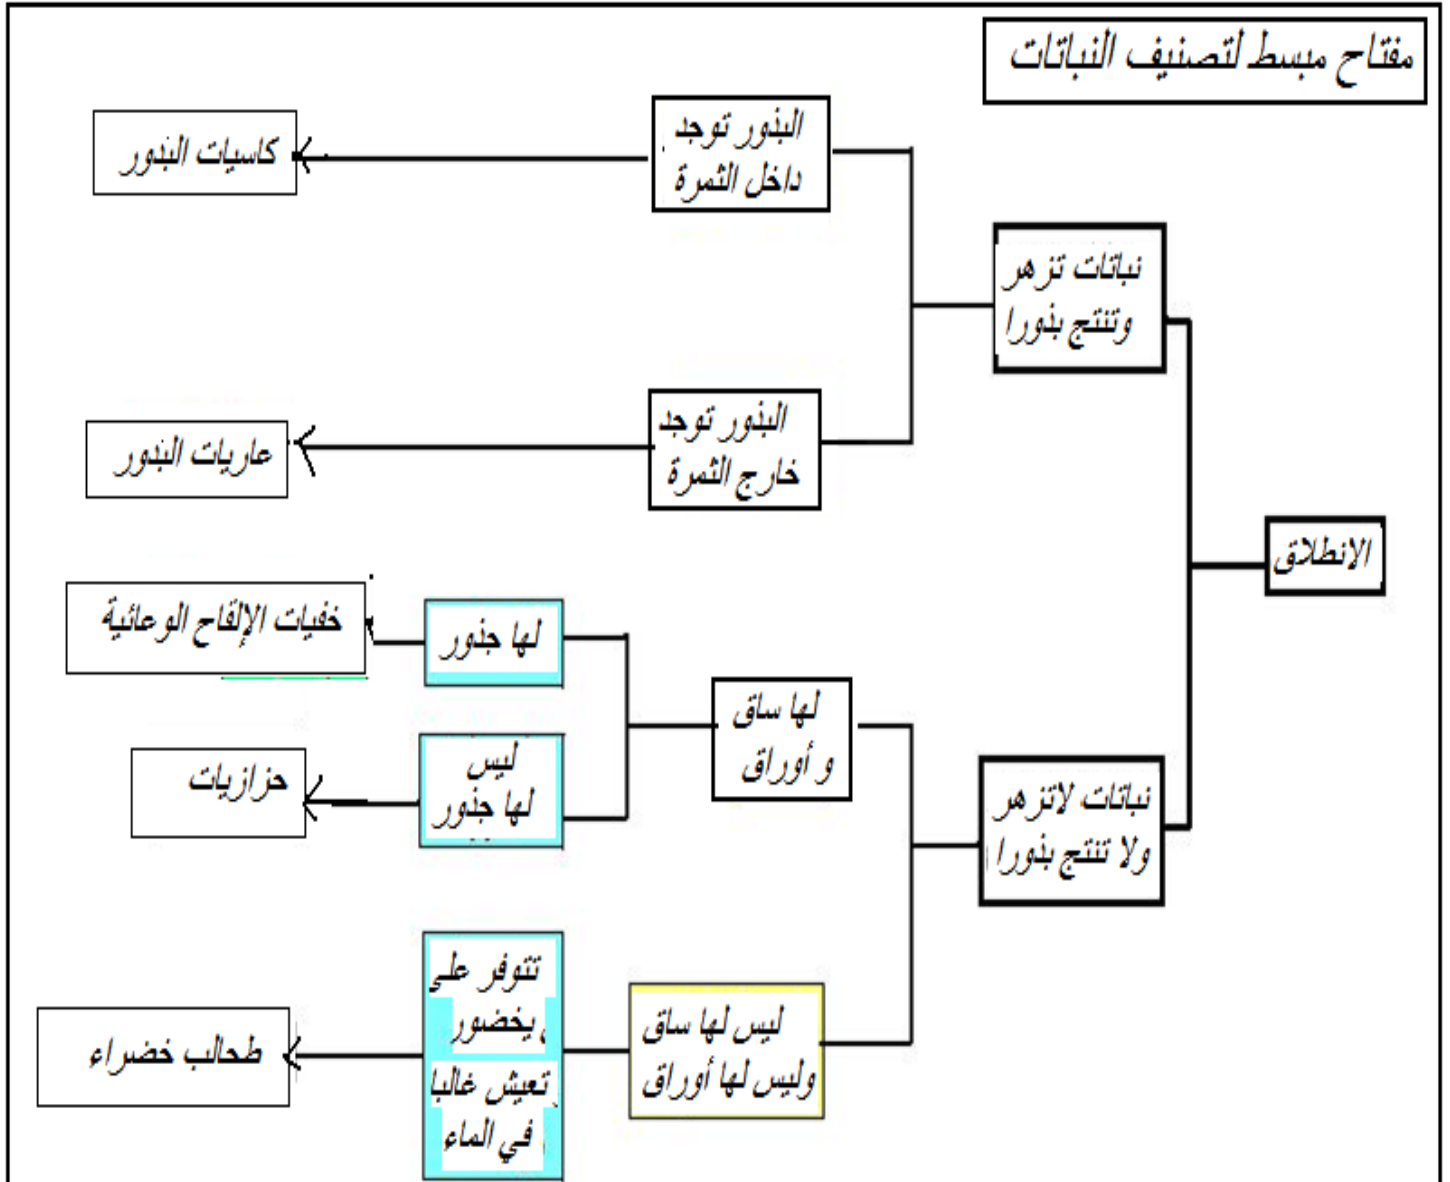 مفتاح مبسط لتصنيف النباتات
الانطلاق
نباتات تزهر
وتنتج بذورا
البذور توجد
داخل الثمرة
كاسيات البذور
البذور توجد
خارج الثمرة
عاريات البذور
نباتات لاتزهر
ولا تنتج بذورا
لها ساق
و أوراق
لها جذور
خفيات الإلقاح الوعائية
ليس
لها جذور
حزازيات
ليس لها ساق
وليس لها أوراق
تتوفر على
يخضور
تعيش غالبا
في الماء
طحالب خضراء